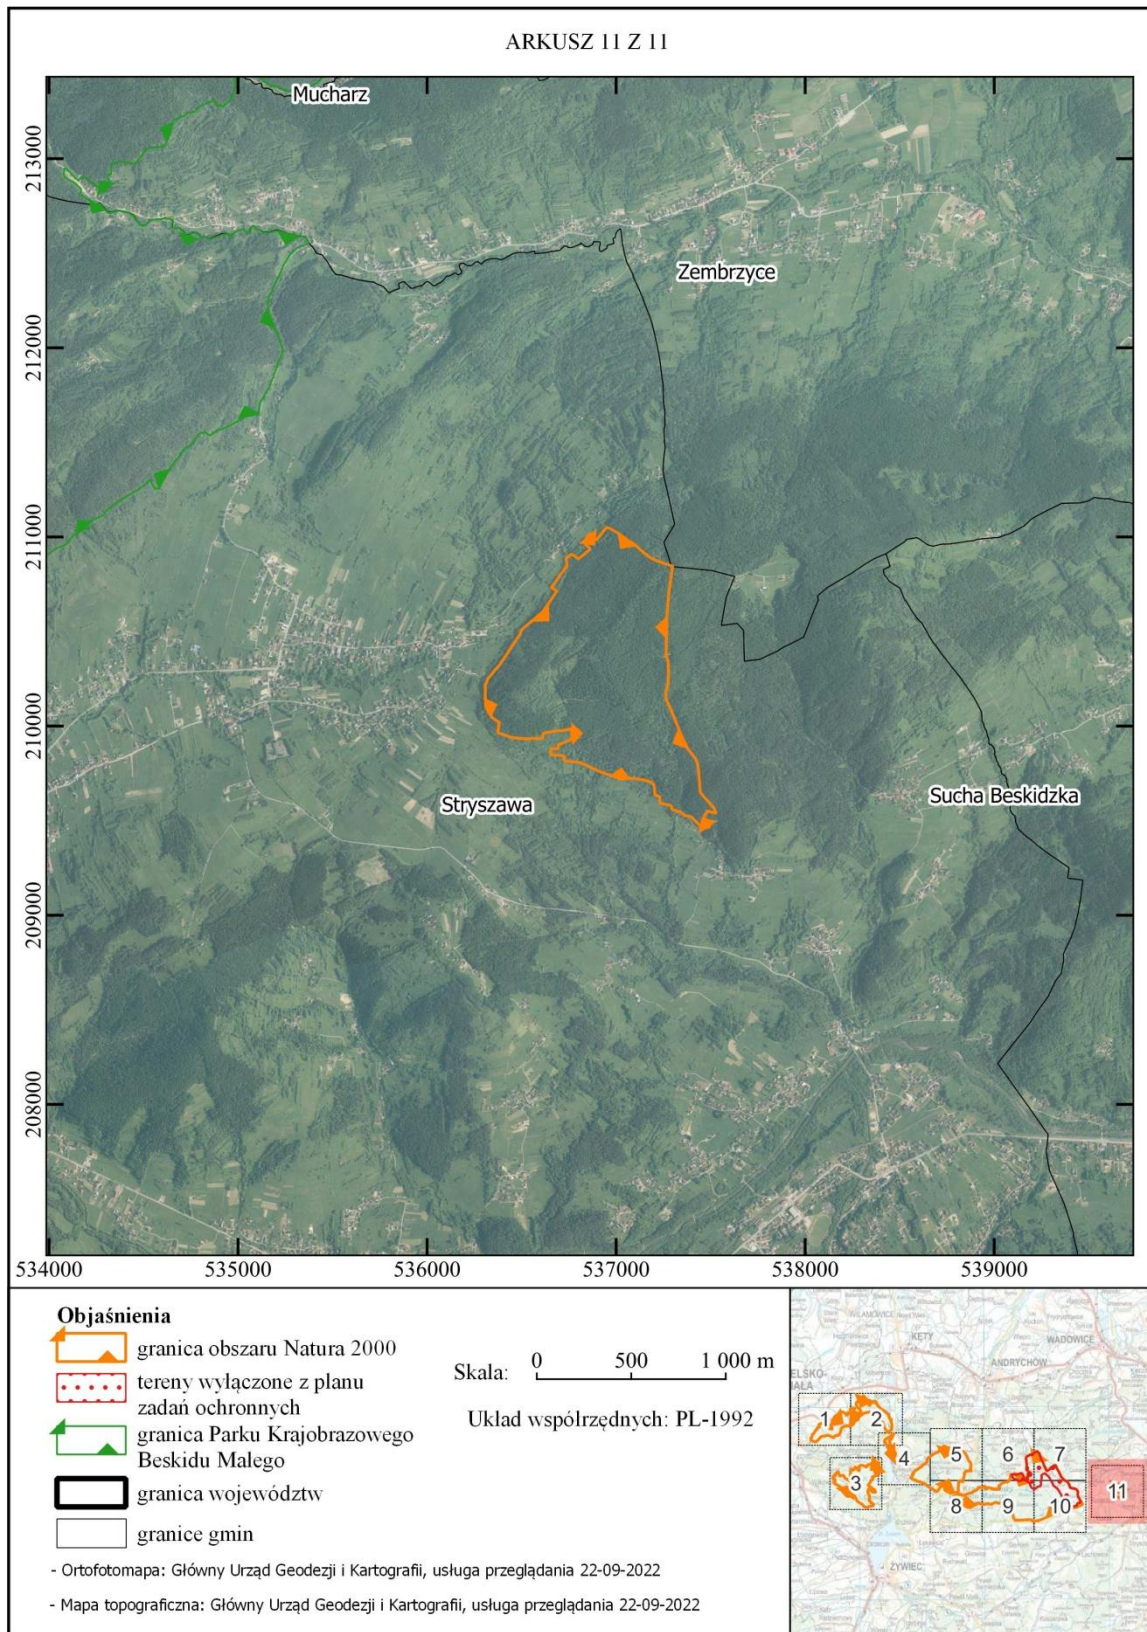 ARKUSZ 11 Z 11
Mucharz
Zembrzyce
Stryszawa
Sucha Beskidzka
213000
212000
211000
210000
209000
208000
534000
535000
536000
537000
538000
539000
Objaśnienia
granica obszaru Natura 2000
tereny wyłączone z planu
zadań ochronnych
granica Parku Krajobrazowego
Beskidu Małego
granica województw
granice gmin
Skala:
0
500
1 000 m
Układ współrzędnych: PL-1992
- Ortofotomapa: Główny Urząd Geodezji i Kartografii, usługa przeglądania 22-09-2022
- Mapa topograficzna: Główny Urząd Geodezji i Kartografii, usługa przeglądania 22-09-2022
KĘTY
WADOWICE
ANDRYCHÓW
ŻYWIEC
1
2
3
4
5
6
7
8
9
10
11